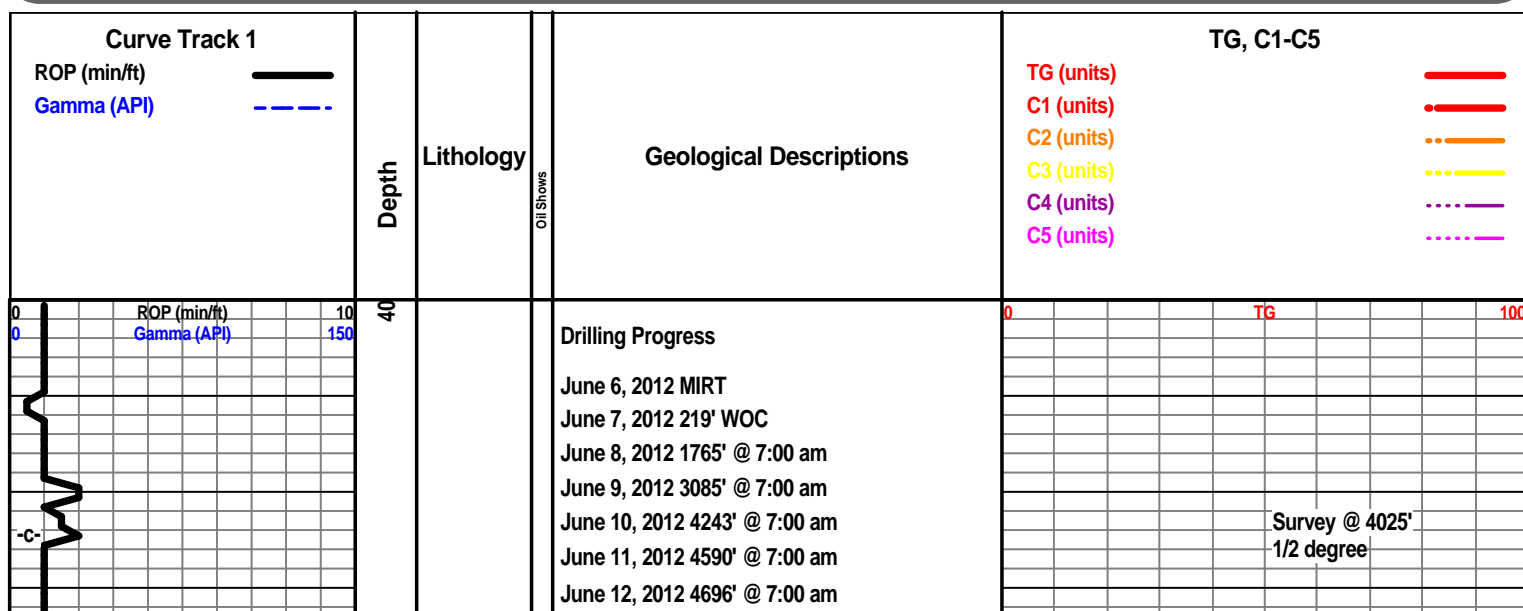 Curve Track 1
ROP (min/ft)
Gamma (API)
Depth
Lithology
Oil Shows
Geological Descriptions
TG, C1-C5
TG (units)
C1 (units)
C2 (units)
C3 (units)
C4 (units)
C5 (units)
0 ROP (min/ft) 10
0 Gamma (API) 150
40
0 TG 100
Drilling Progress
June 6, 2012 MIRT
June 7, 2012 219' WOC
June 8, 2012 1765' @ 7:00 am
June 9, 2012 3085' @ 7:00 am
June 10, 2012 4243' @ 7:00 am
June 11, 2012 4590' @ 7:00 am
June 12, 2012 4696' @ 7:00 am
-c-
Survey @ 4025'
1/2 degree